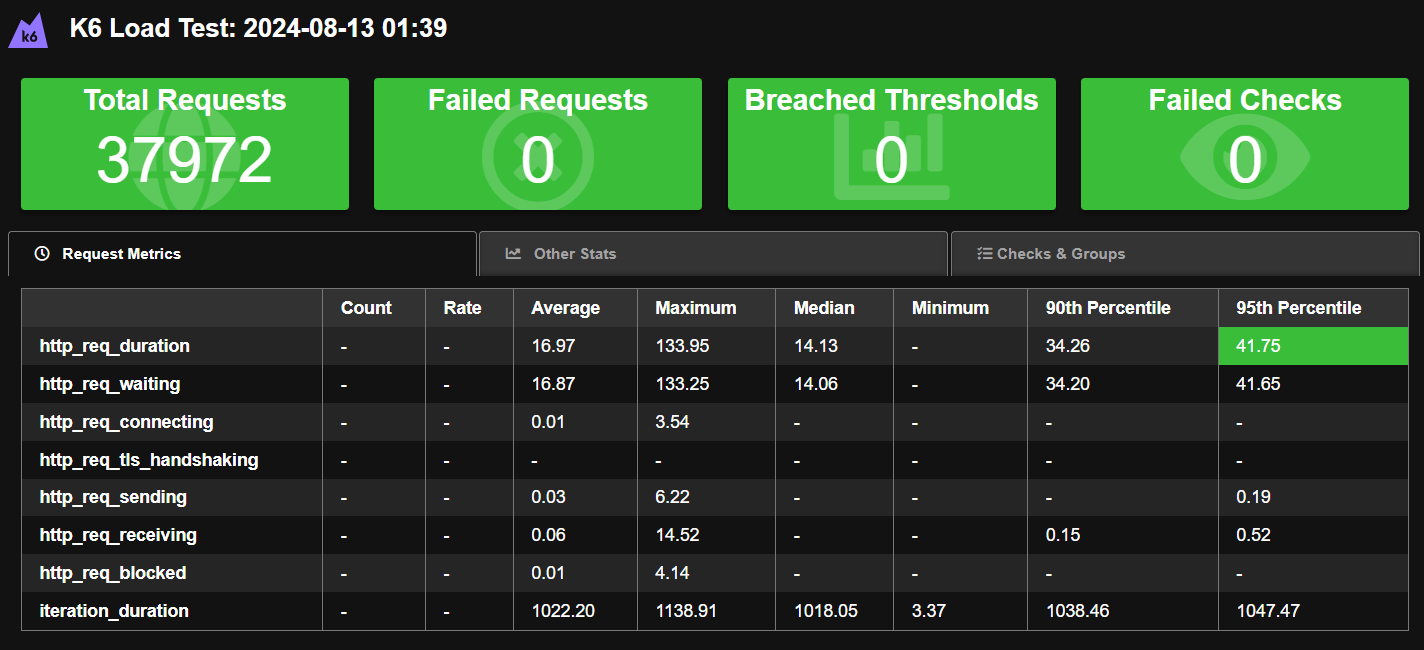 k6 K6 Load Test: 2024-08-13 01:39
Total Requests Failed Requests Breached Thresholds Failed Checks
37972 0 0 0
Request Metrics Other Stats Checks & Groups
Count Rate Average Maximum Median Minimum 90th Percentile 95th Percentile
http_req_duration - - 16.97 133.95 14.13 - 34.26 41.75
http_req_waiting - - 16.87 133.25 14.06 - 34.20 41.65
http_req_connecting - - 0.01 3.54 - - - -
http_req_tls_handshaking - - - - - - - -
http_req_sending - - 0.03 6.22 - - - 0.19
http_req_receiving - - 0.06 14.52 - - 0.15 0.52
http_req_blocked - - 0.01 4.14 - - - -
iteration_duration - - 1022.20 1138.91 1018.05 3.37 1038.46 1047.47